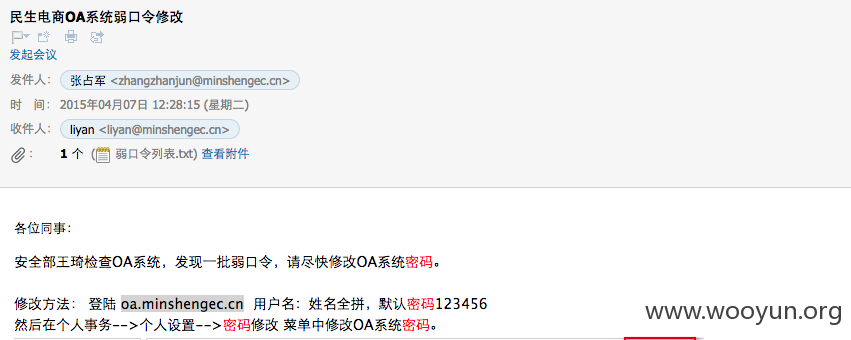 民生电商OA系统弱口令修改
发起会议
发件人： 张占军 <zhangzhanjun@minshengec.cn>
时 间： 2015年04月07日 12:28:15 (星期二)
收件人： liyan <liyan@minshengec.cn>
： 1 个 ( 弱口令列表.txt) 查看附件
各位同事：
安全部王琦检查OA系统，发现一批弱口令，请尽快修改OA系统密码。
修改方法： 登陆 oa.minshengec.cn 用户名：姓名全拼，默认密码123456
然后在个人事务-->个人设置-->密码修改 菜单中修改OA系统密码。
www.wooyun.org